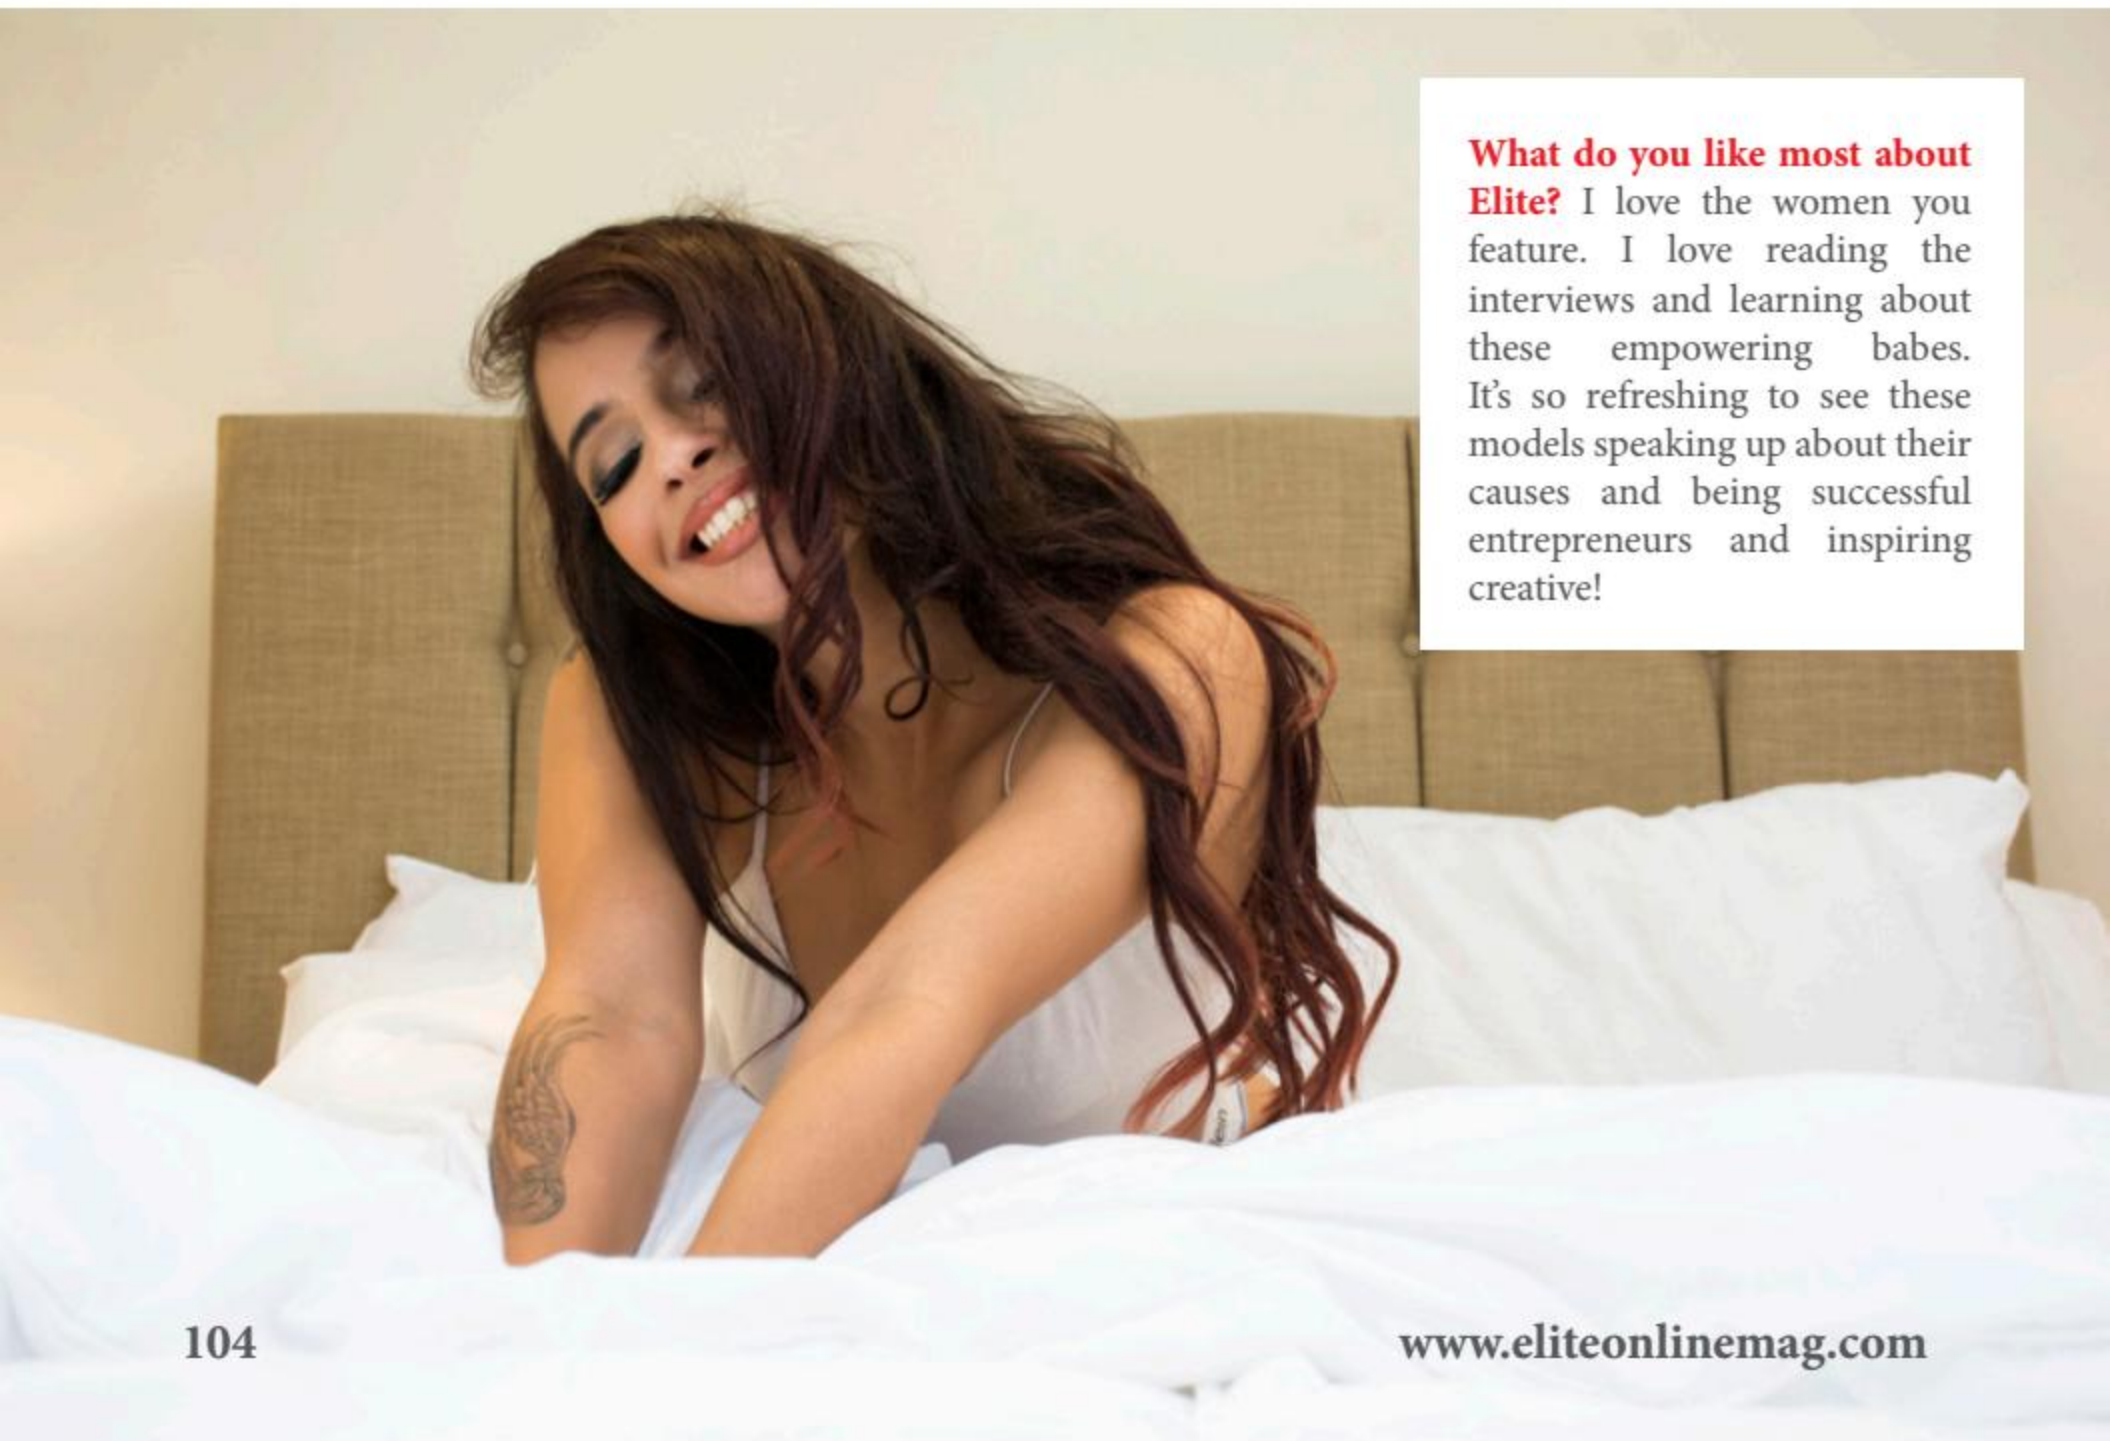 What do you like most about
Elite? I love the women you
feature. I love reading the
interviews and learning about
these empowering babes.
It's so refreshing to see these
models speaking up about their
causes and being successful
entrepreneurs and inspiring
creative!
104
www.eliteonlinemag.com